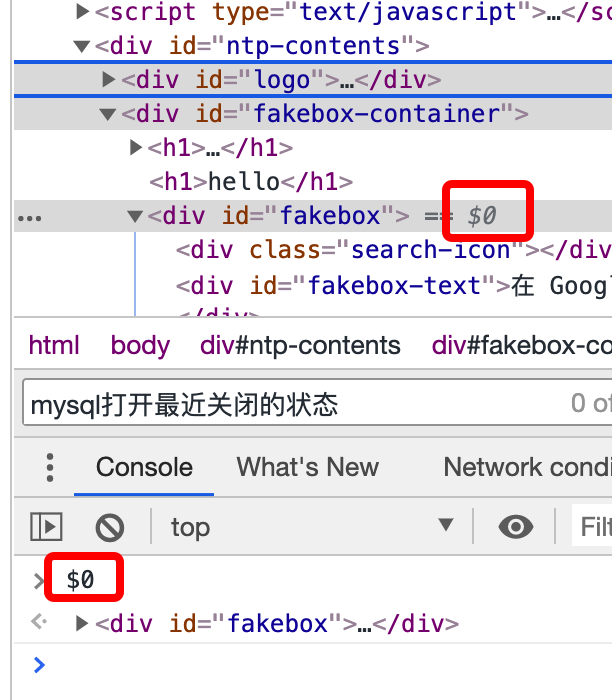 ▶<script type="text/javascript">…</sc
▼<div id="ntp-contents">
▶<div id="logo">…</div>
▼<div id="fakebox-container">
▶<h1>…</h1>
<h1>hello</h1>
… ▼<div id="fakebox"> == $0
<div class="search-icon"></div>
<div id="fakebox-text">在 Goog
</div>
html body div#ntp-contents div#fakebox-co
mysql打开最近关闭的状态 0 of
Console What's New Network condi
top ▼ Filt
> $0
▶<div id="fakebox">…</div>
>